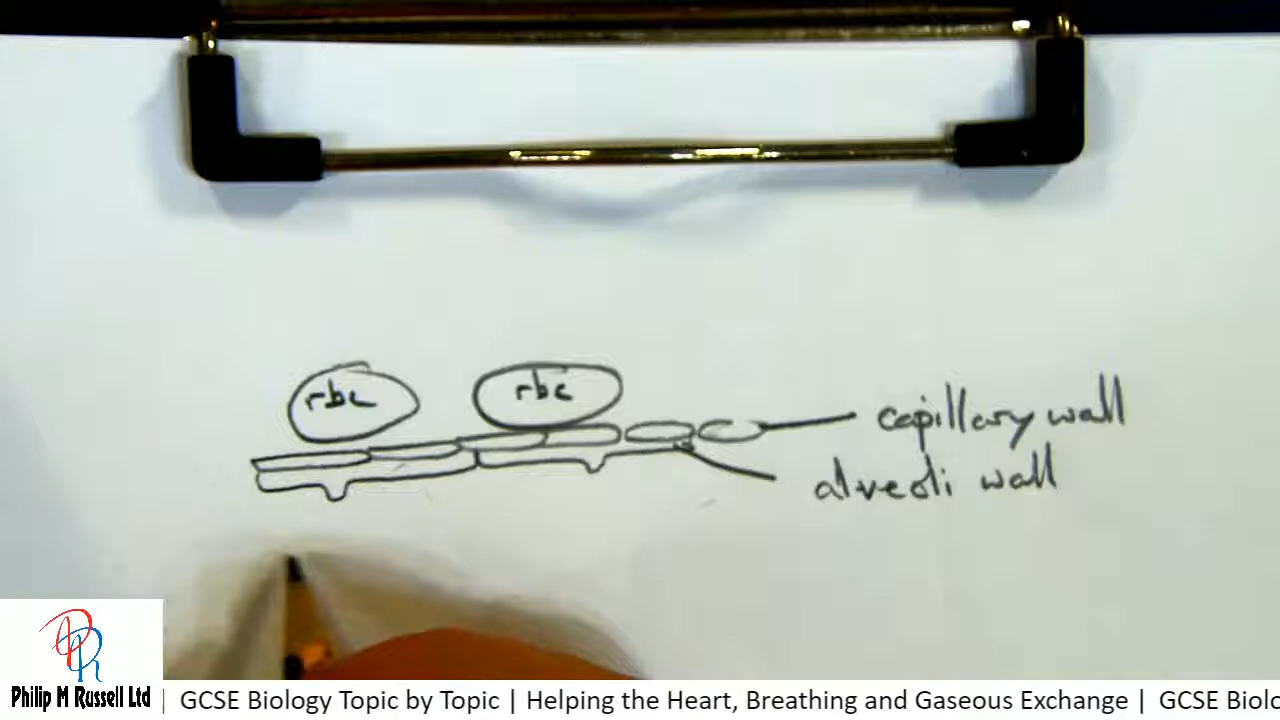 rbc rbc
capillary wall
alveoli wall
Philip M Russell Ltd
| GCSE Biology Topic by Topic | Helping the Heart, Breathing and Gaseous Exchange | GCSE Biolo